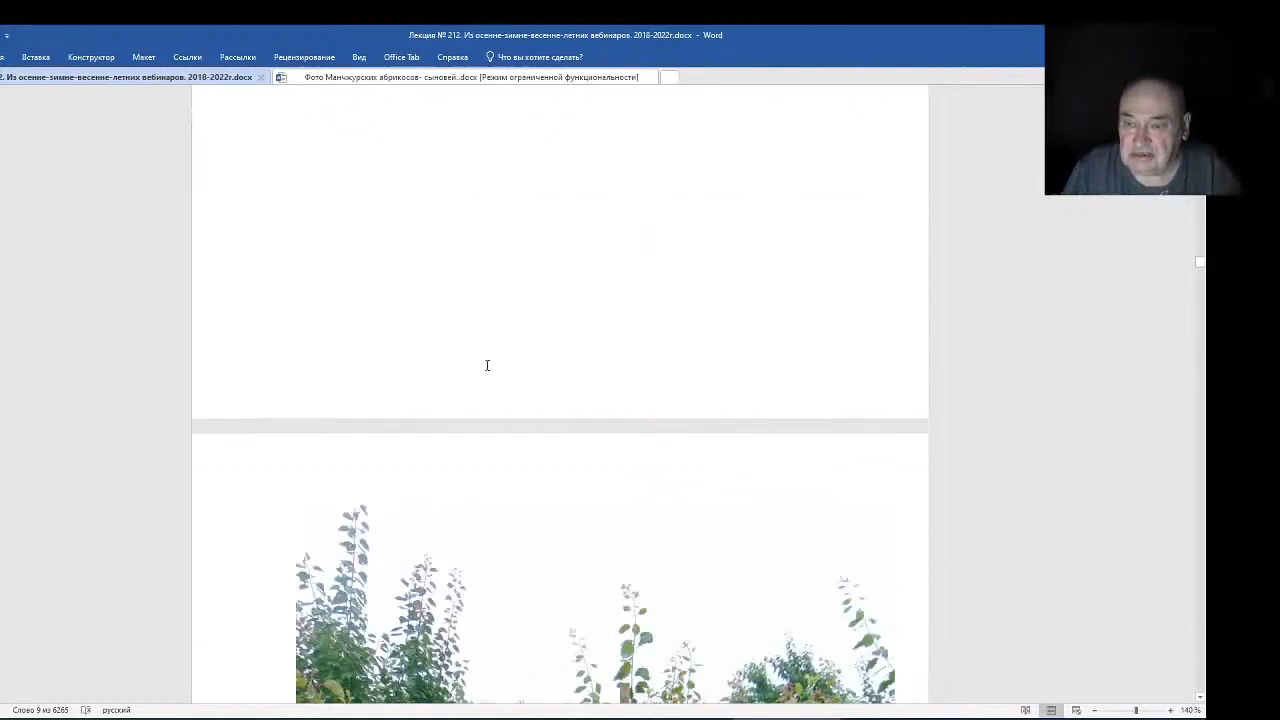 Лекция № 212. Из осенне-зимне-весенне-летних вебинаров. 2018-2022г.docx - Word
Вставка Конструктор Макет Ссылки Рассылки Рецензирование Вид Office Tab Справка Что вы хотите сделать?
2. Из осенне-зимне-весенне-летних вебинаров. 2018-2022г.docx Фото Манчжурских абрикосов- сыновей..docx [Режим ограниченной функциональности]
Слово 9 из 6265 русский 140%